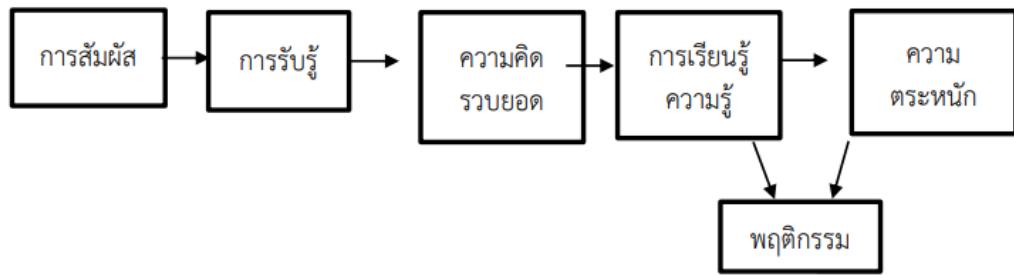 การสัมผัส
การรับรู้
ความคิด
รวบยอด
การเรียนรู้
ความรู้
ความ
ตระหนัก
พฤติกรรม